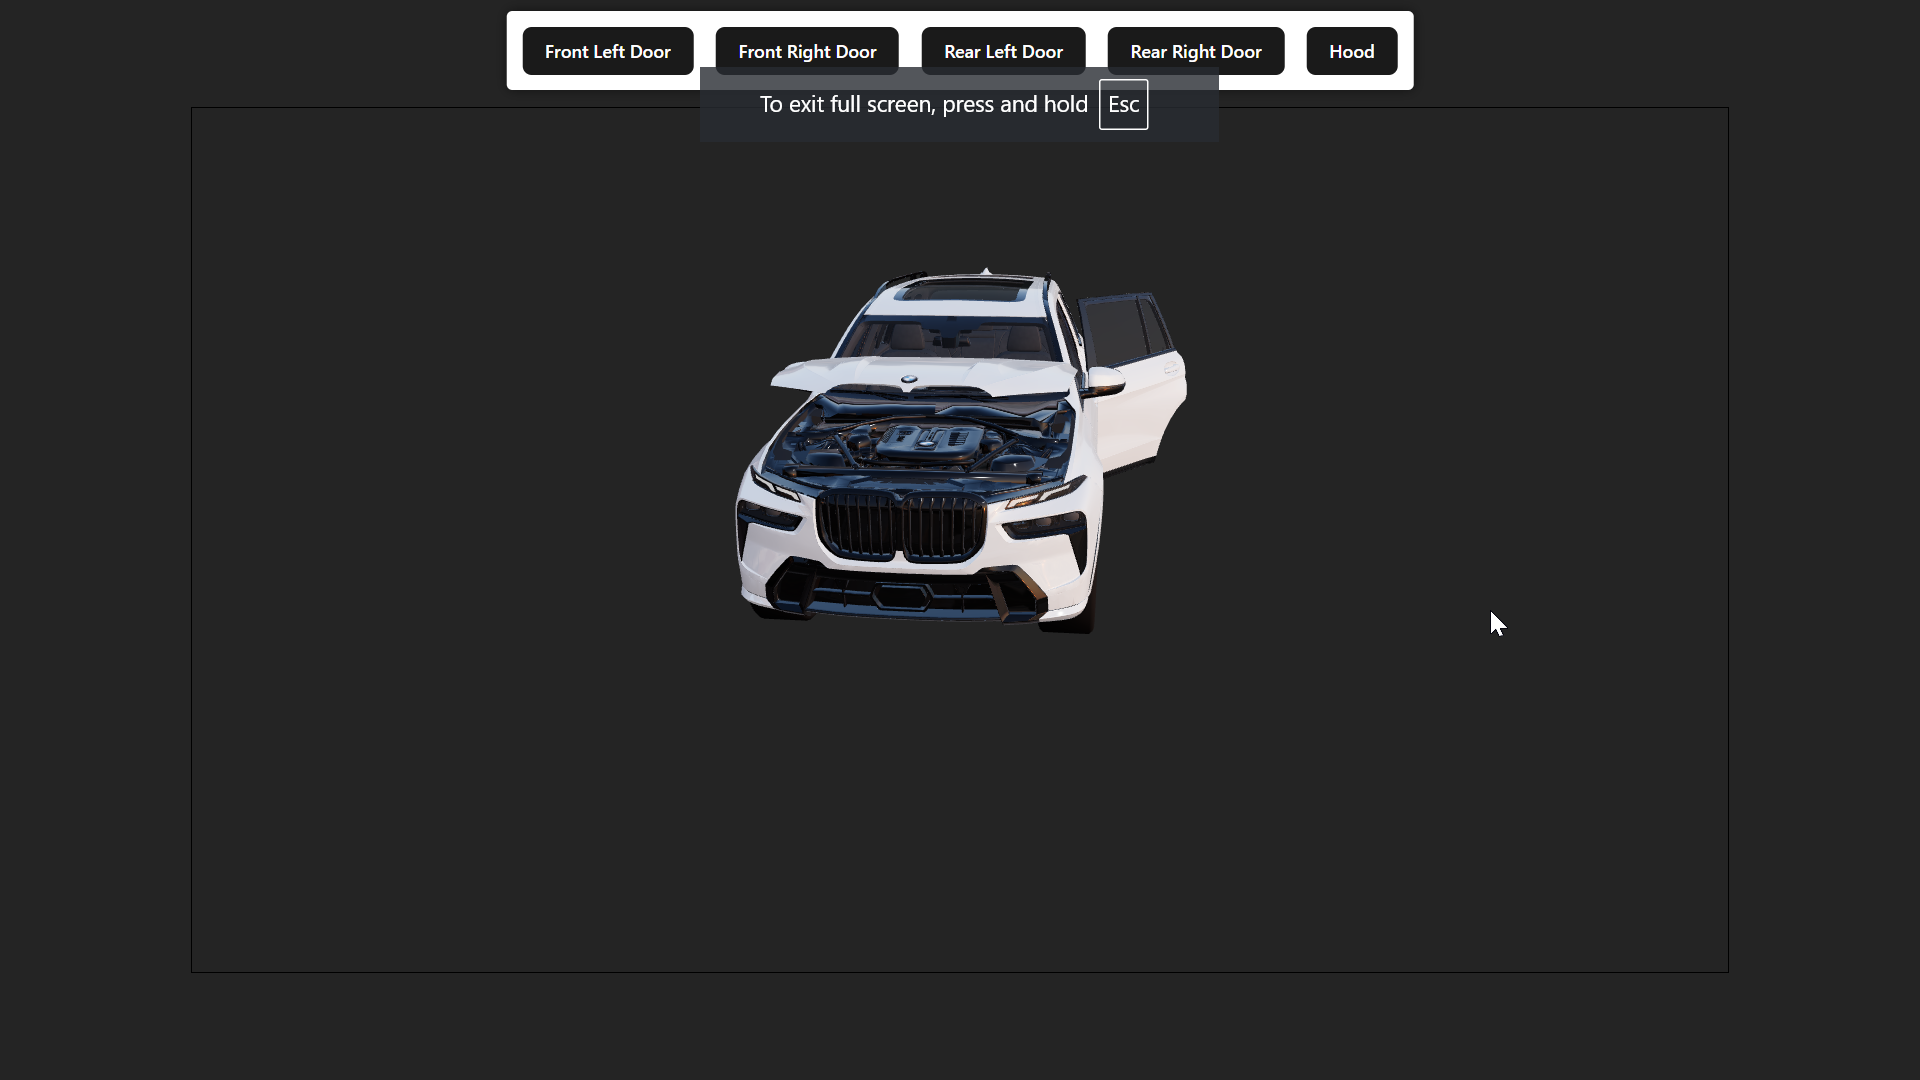 Front Left Door
Front Right Door
Rear Left Door
Rear Right Door
Hood
To exit full screen, press and hold Esc